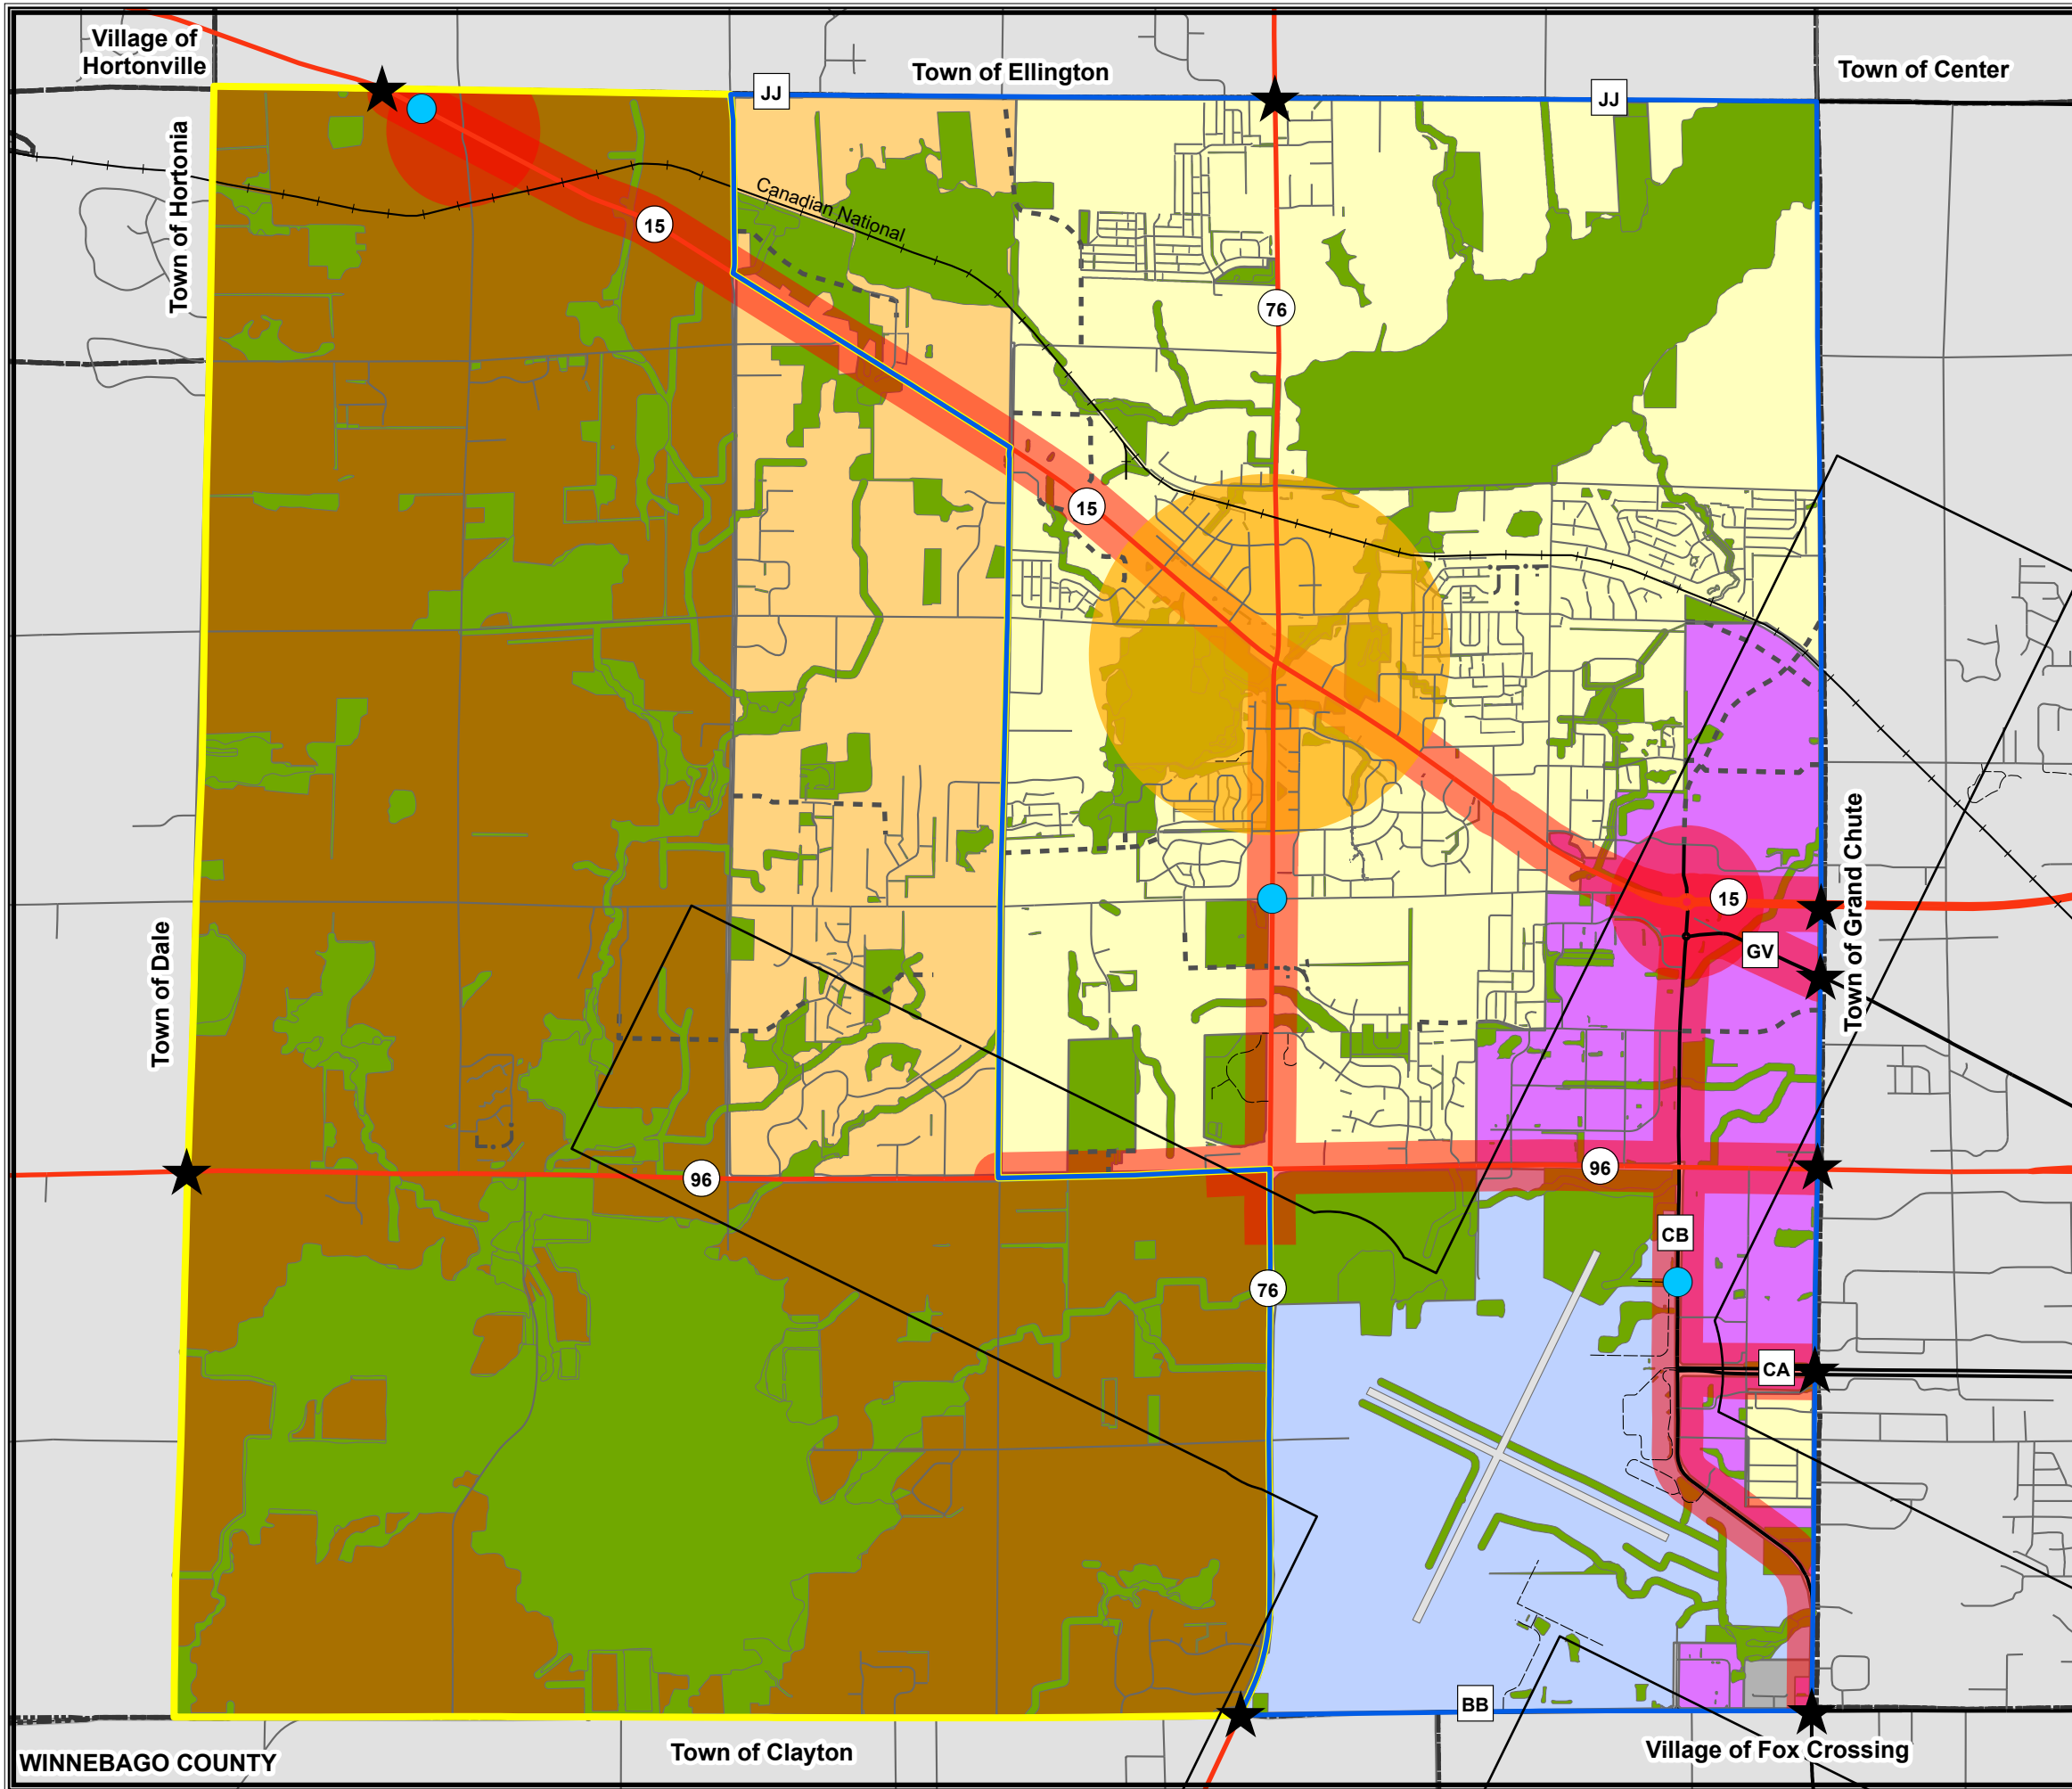 Village of
Hortonville
Town of Ellington
Town of Center
JJ
JJ
Town of Hortonia
Canadian National
15
76
15
Town of Grand Chute
15
GV
Town of Dale
96
96
CB
76
CA
BB
WINNEBAGO COUNTY
Town of Clayton
Village of Fox Crossing